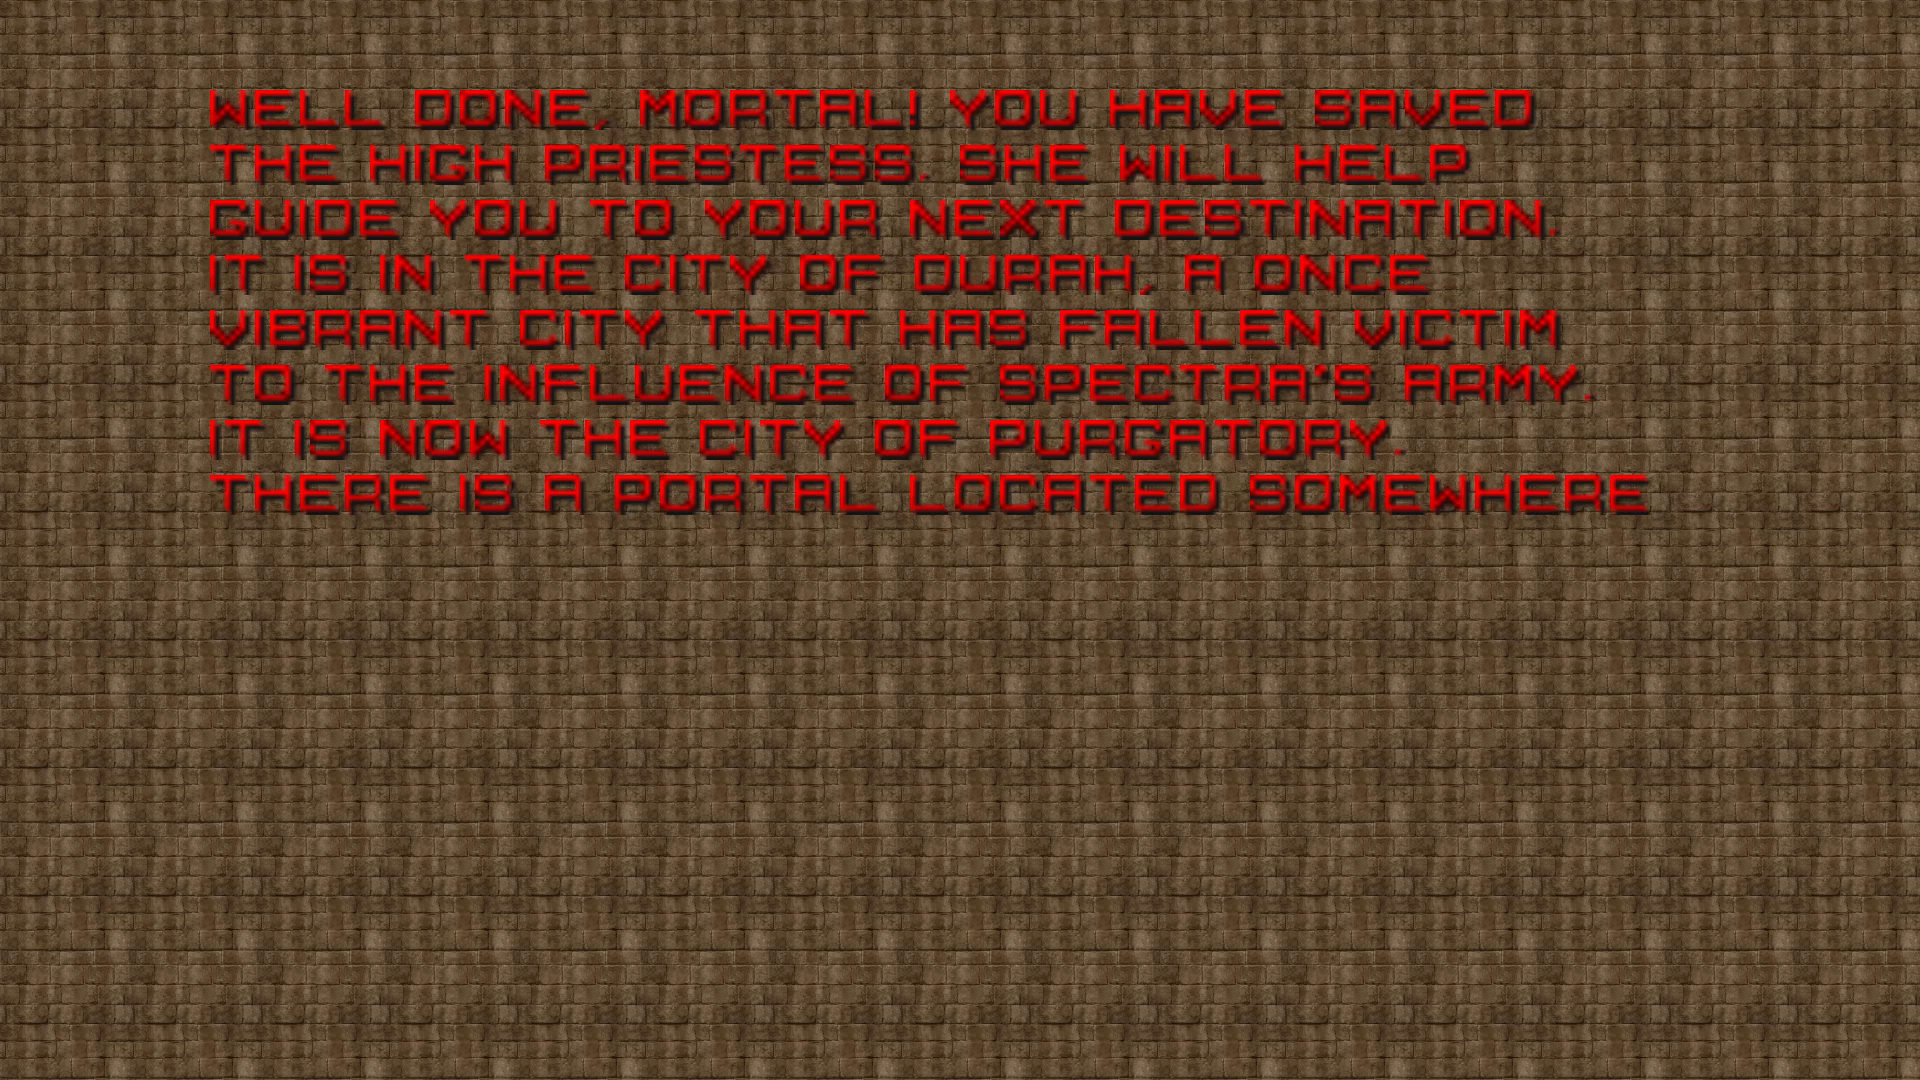 WELL DONE, MORTAL! YOU HAVE SAVED
THE HIGH PRIESTESS. SHE WILL HELP
GUIDE YOU TO YOUR NEXT DESTINATION.
IT IS IN THE CITY OF DURAH, A ONCE
VIBRANT CITY THAT HAS FALLEN VICTIM
TO THE INFLUENCE OF SPECTRA'S ARMY.
IT IS NOW THE CITY OF PURGATORY.
THERE IS A PORTAL LOCATED SOMEWHERE